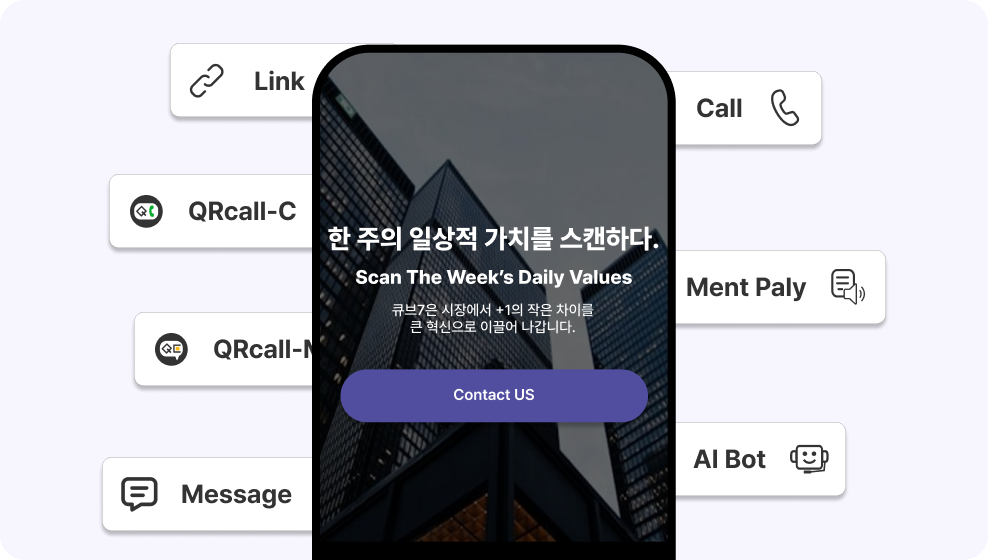 Link
Call
QRcall-C
한 주의 일상적 가치를 스캔하다.
Scan The Week's Daily Values
Ment Paly
큐브7은 시장에서 +1의 작은 차이를
큰 혁신으로 이끌어 나갑니다.
QRcall-M
Contact US
AI Bot
Message